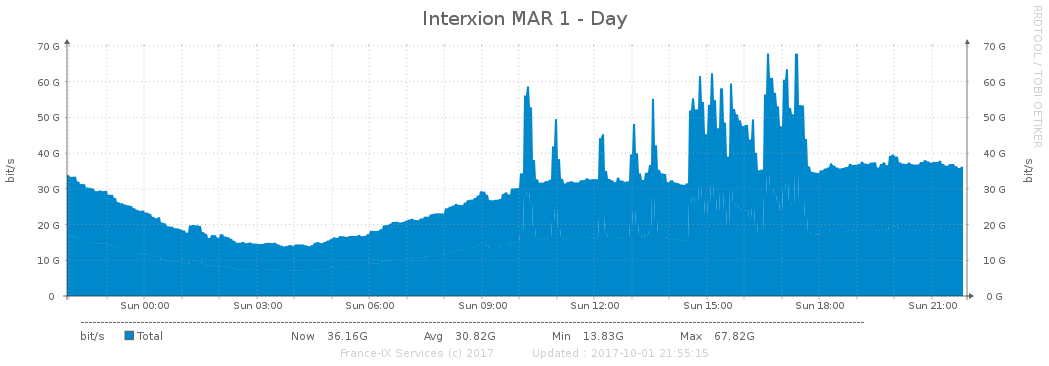 Interxion MAR 1 - Day
RRDTOOL / TOBI OETIKER
bit/s
bit/s
70 G 70 G
60 G 60 G
50 G 50 G
40 G 40 G
30 G 30 G
20 G 20 G
10 G 10 G
0 0 G
Sun 00:00 Sun 03:00 Sun 06:00 Sun 09:00 Sun 12:00 Sun 15:00 Sun 18:00 Sun 21:00
bit/s Total Now 36.16G Avg 30.82G Min 13.83G Max 67.82G
France-IX Services (c) 2017 Updated : 2017-10-01 21:55:15